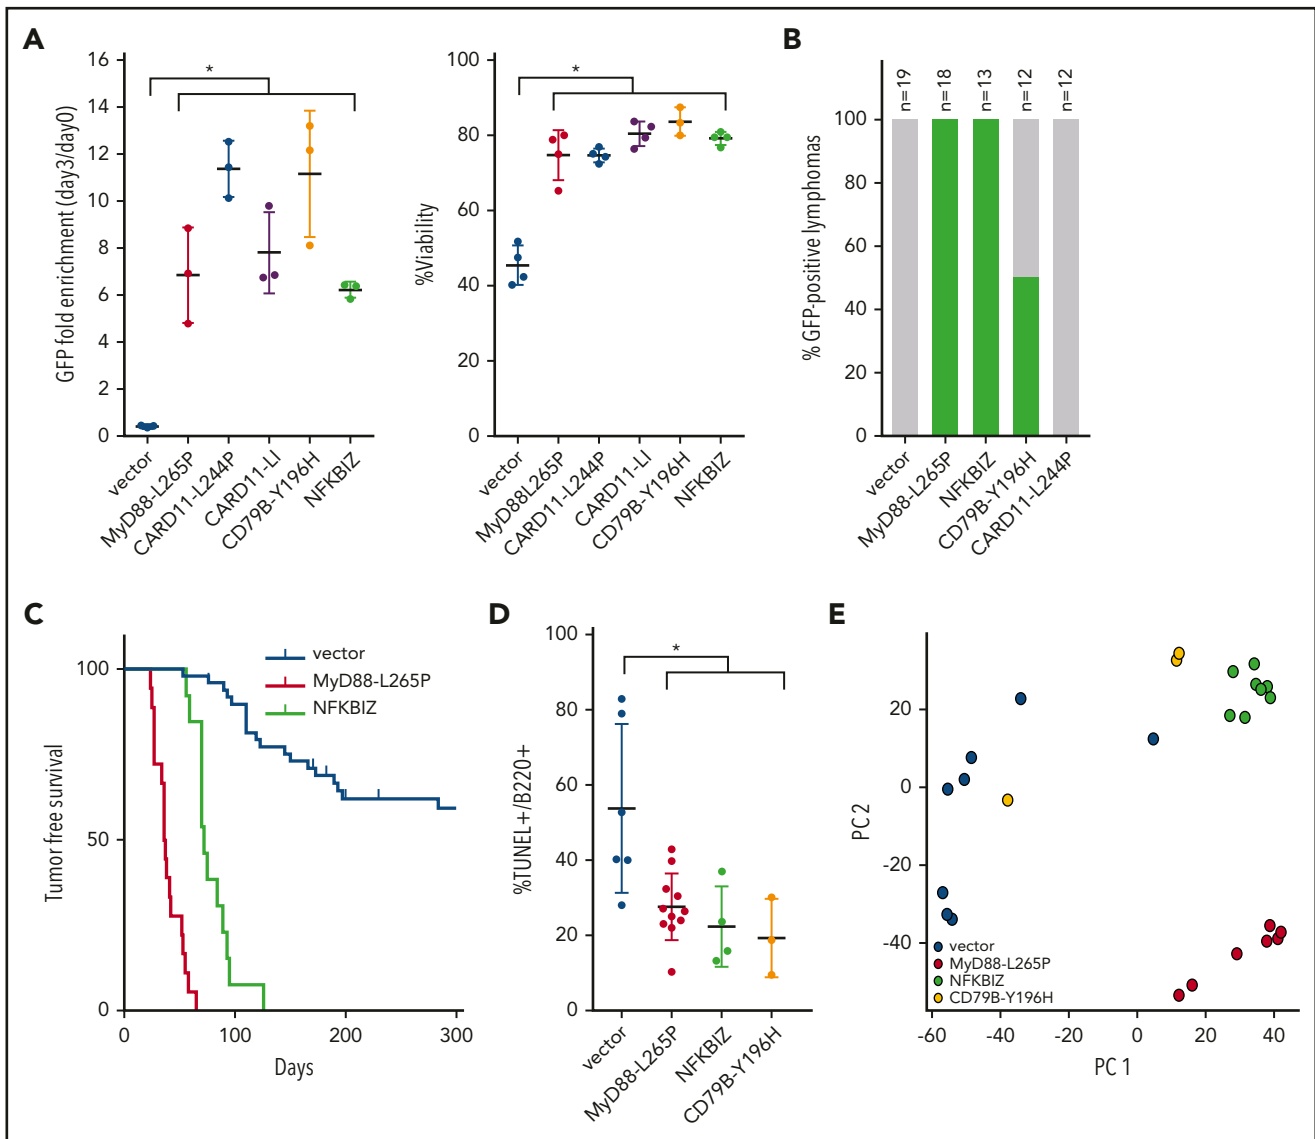 A
GFP fold enrichment (day3/day0)
16
14
12
10
8
6
4
2
0
*
vector
MyD88-L265P
CARD11-L244P
CARD11-LI
CD79B-Y196H
NFKBIZ
%Viability
100
80
60
40
20
0
*
vector
MyD88L265P
CARD11-L244P
CARD11-LI
CD79B-Y196H
NFKBIZ
B
% GFP-positive lymphomas
100
80
60
40
20
0
n=19
n=18
n=13
n=12
n=12
vector
MyD88-L265P
NFKBIZ
CD79B-Y196H
CARD11-L244P
C
Tumor free survival
100
50
0
vector
MyD88-L265P
NFKBIZ
0 100 200 300
Days
D
%TUNEL+/B220+
100
80
60
40
20
0
*
vector
MyD88-L265P
NFKBIZ
CD79B-Y196H
E
PC2
20
0
-20
-40
vector
MyD88-L265P
NFKBIZ
CD79B-Y196H
-60 -40 -20 0 20 40
PC 1